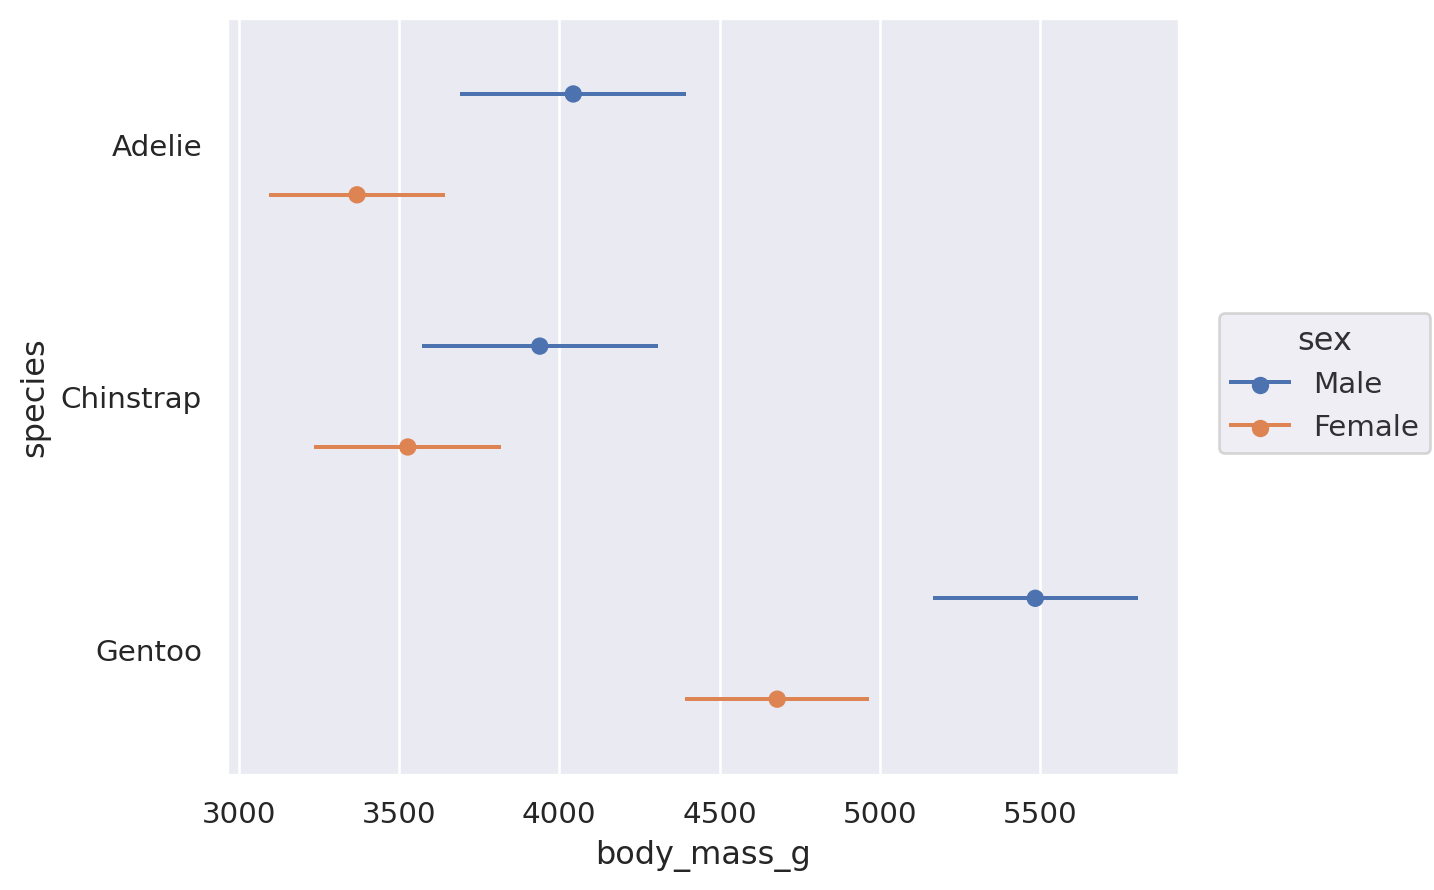 species
Adelie
Chinstrap
Gentoo
3000 3500 4000 4500 5000 5500
body_mass_g
sex
Male
Female